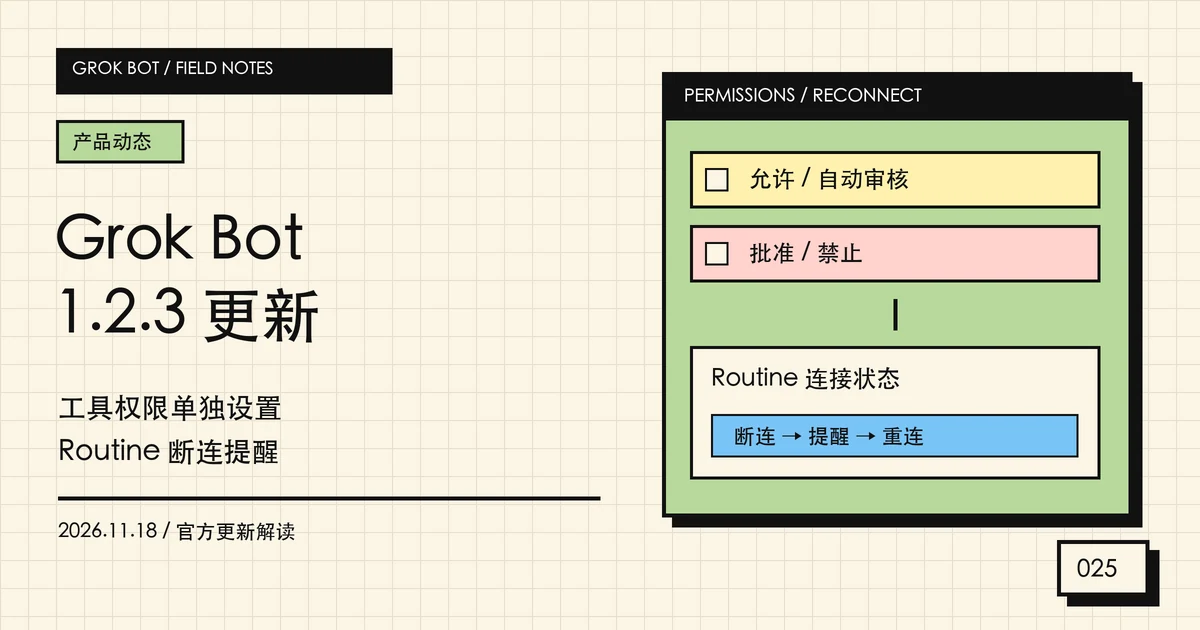 GROK BOT / FIELD NOTES
产品动态
Grok Bot
1.2.3 更新
工具权限单独设置
Routine 断连提醒
2026.11.18 / 官方更新解读
PERMISSIONS / RECONNECT
允许 / 自动审核
批准 / 禁止
Routine 连接状态
断连 → 提醒 → 重连
025